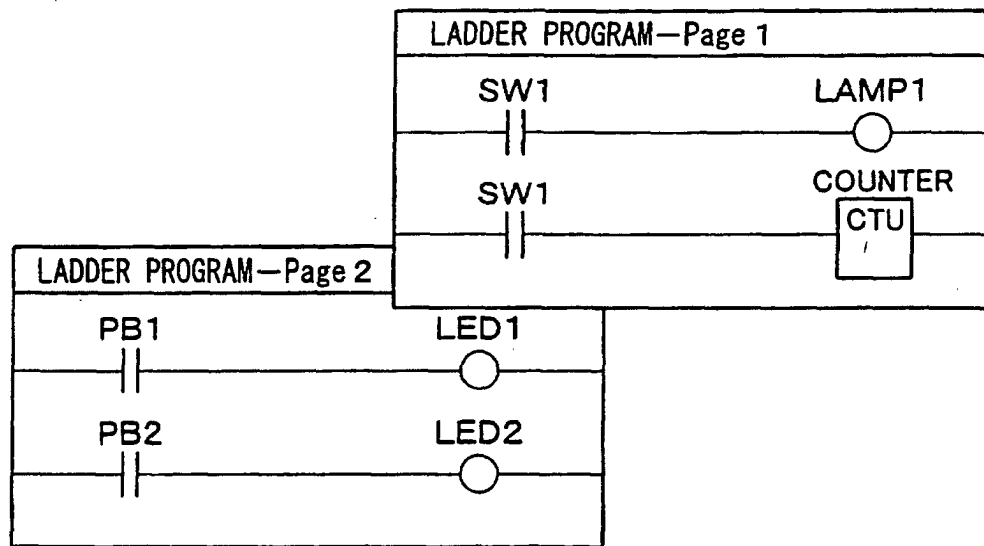 LADDER PROGRAM—Page 1
SW1 LAMP1
SW1 COUNTER
CTU
LADDER PROGRAM—Page 2
PB1 LED1
PB2 LED2